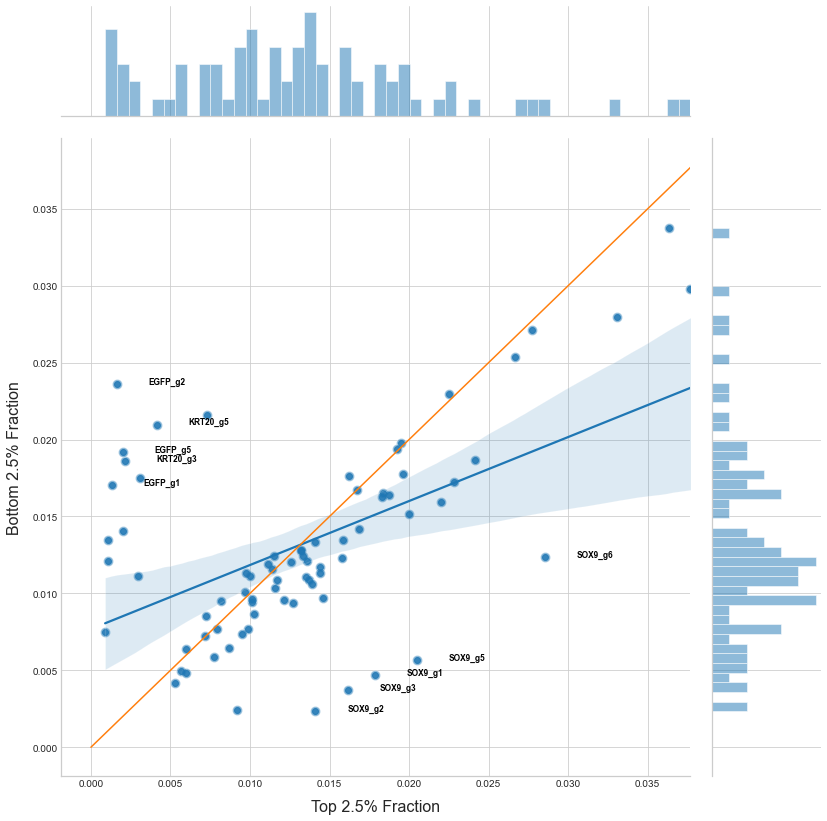 0.035
0.030
0.025
0.020
0.015
0.010
0.005
0.000
Bottom 2.5% Fraction
EGFP_g2
KRT20_g5
EGFP_g5
KRT20_g3
EGFP_g1
SOX9_g6
SOX9_g5
SOX9_g1
SOX9_g3
SOX9_g2
0.000 0.005 0.010 0.015 0.020 0.025 0.030 0.035
Top 2.5% Fraction